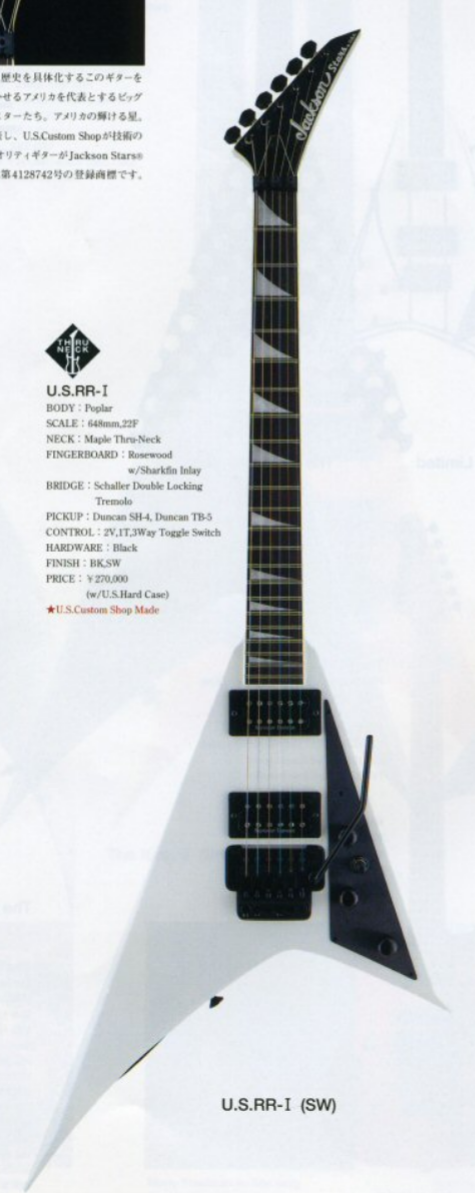 歴史を具体化するこのギターを
せるアメリカを代表とするビッグ
ターたち。アメリカの輝ける星。
し、U.S.Custom Shopが技術の
オリティギターがJackson Stars®
第4128742号の登録商標です。
Jackson Stars
THRU
NECK
U.S.RR-I
BODY：Poplar
SCALE：648mm,22F
NECK：Maple Thru-Neck
FINGERBOARD：Rosewood
w/Sharkfin Inlay
BRIDGE：Schaller Double Locking
Tremolo
PICKUP：Duncan SH-4, Duncan TB-5
CONTROL：2V,1T,3Way Toggle Switch
HARDWARE：Black
FINISH：BK,SW
PRICE：￥270,000
(w/U.S.Hard Case)
★U.S.Custom Shop Made
U.S.RR-I (SW)